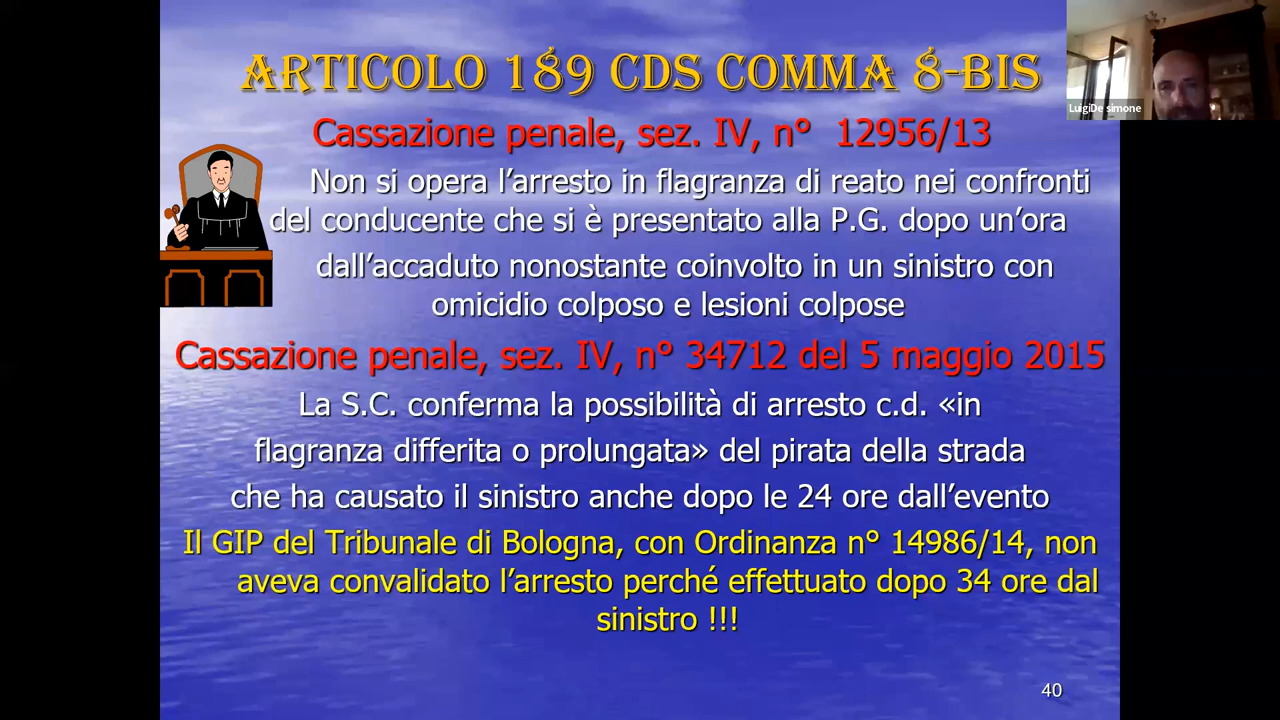 ARTICOLO 189 CDS COMMA 8-BIS
LuigiDe simone
Cassazione penale, sez. IV, n° 12956/13
Non si opera l’arresto in flagranza di reato nei confronti
del conducente che si è presentato alla P.G. dopo un’ora
dall’accaduto nonostante coinvolto in un sinistro con
omicidio colposo e lesioni colpose
Cassazione penale, sez. IV, n° 34712 del 5 maggio 2015
La S.C. conferma la possibilità di arresto c.d. «in
flagranza differita o prolungata» del pirata della strada
che ha causato il sinistro anche dopo le 24 ore dall’evento
Il GIP del Tribunale di Bologna, con Ordinanza n° 14986/14, non
aveva convalidato l’arresto perché effettuato dopo 34 ore dal
sinistro !!!
40